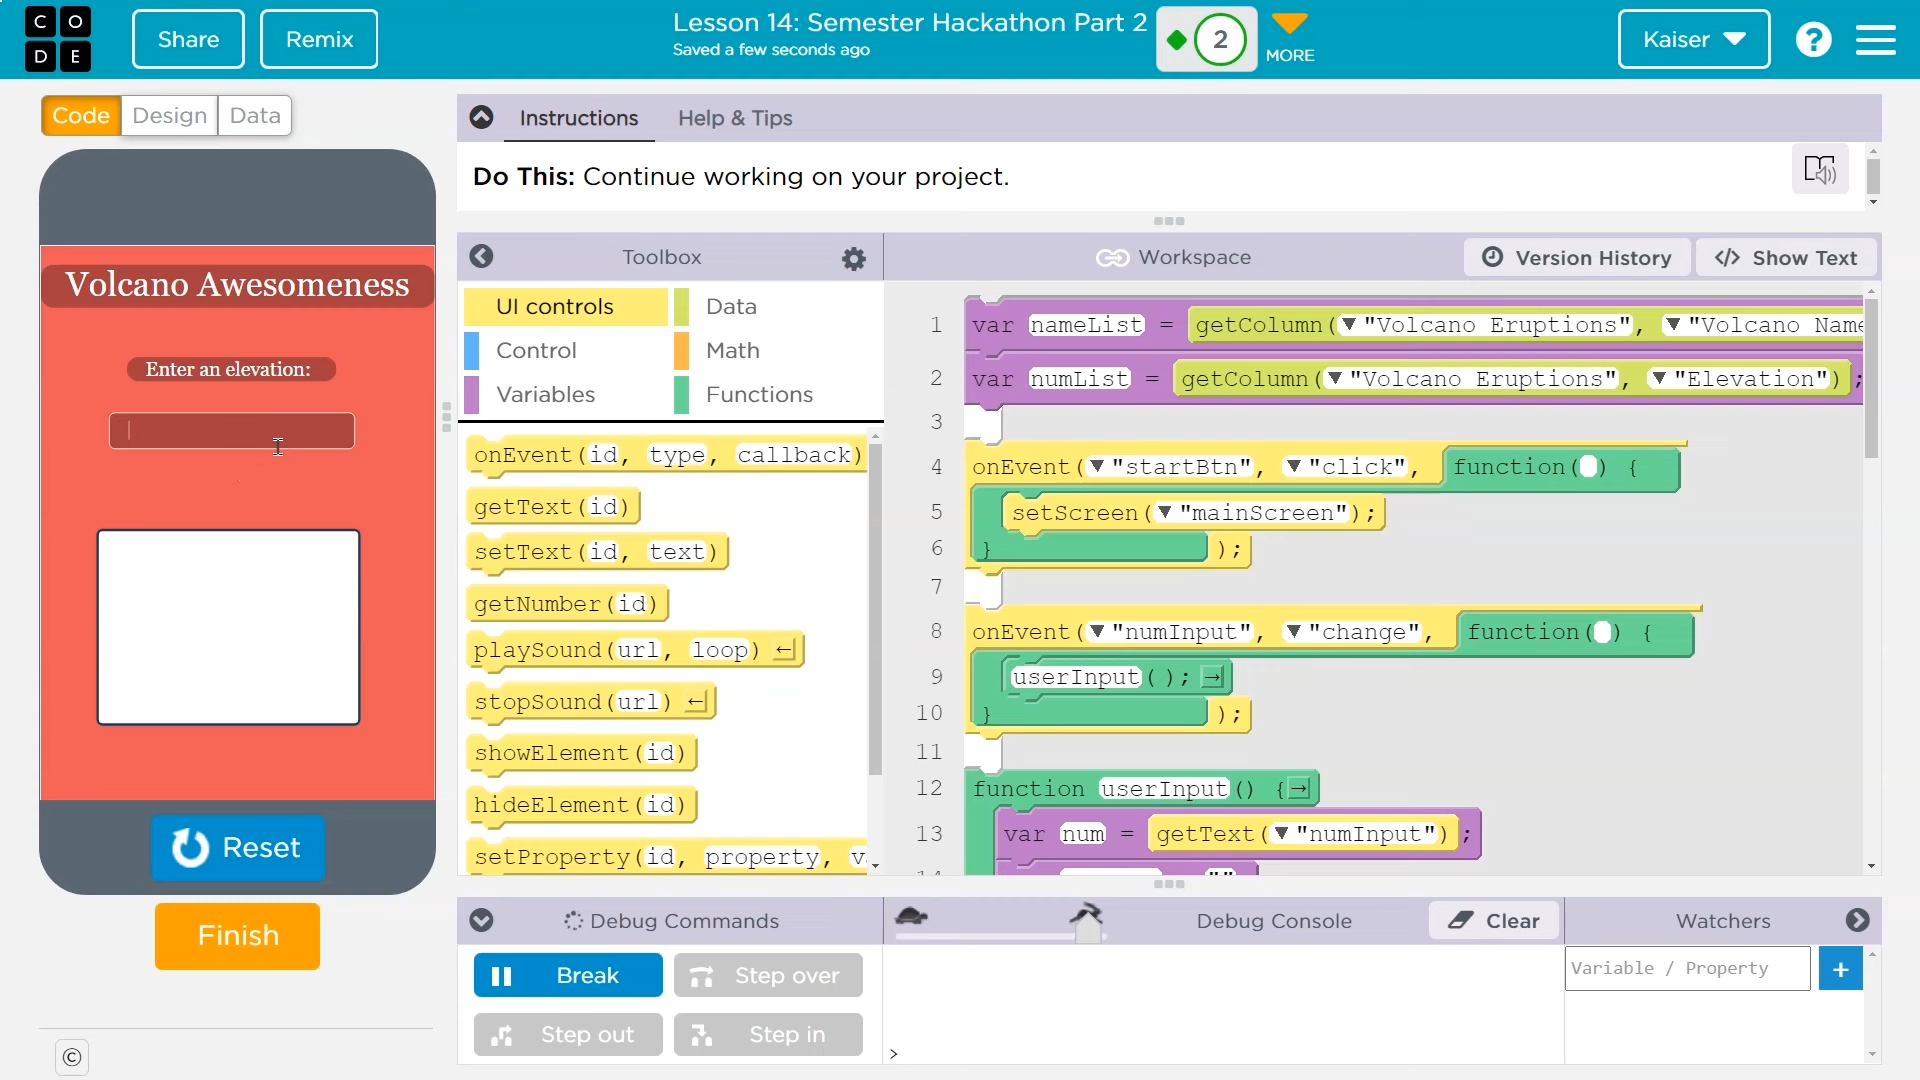 CODE
Share
Remix
Lesson 14: Semester Hackathon Part 2
Saved a few seconds ago
2
MORE
Kaiser
?
Code
Design
Data
Volcano Awesomeness
Enter an elevation:
Reset
Finish
©
Instructions
Help & Tips
Do This: Continue working on your project.
Toolbox
Workspace
Version History
</> Show Text
UI controls
Data
Control
Math
Variables
Functions
onEvent(id, type, callback)
getText(id)
setText(id, text)
getNumber(id)
playSound(url, loop) ←
stopSound(url) ←
showElement(id)
hideElement(id)
setProperty(id, property, v
1 var nameList = getColumn(▼"Volcano Eruptions", ▼"Volcano Name
2 var numList = getColumn(▼"Volcano Eruptions", ▼"Elevation");
3
4 onEvent(▼"startBtn", ▼"click", function() {
5 setScreen(▼"mainScreen");
6 });
7
8 onEvent(▼"numInput", ▼"change", function() {
9 userInput(); →
10 });
11
12 function userInput() { →
13 var num = getText(▼"numInput");
Debug Commands
Debug Console
Clear
Watchers
Break
Step over
Step out
Step in
Variable / Property
+
>